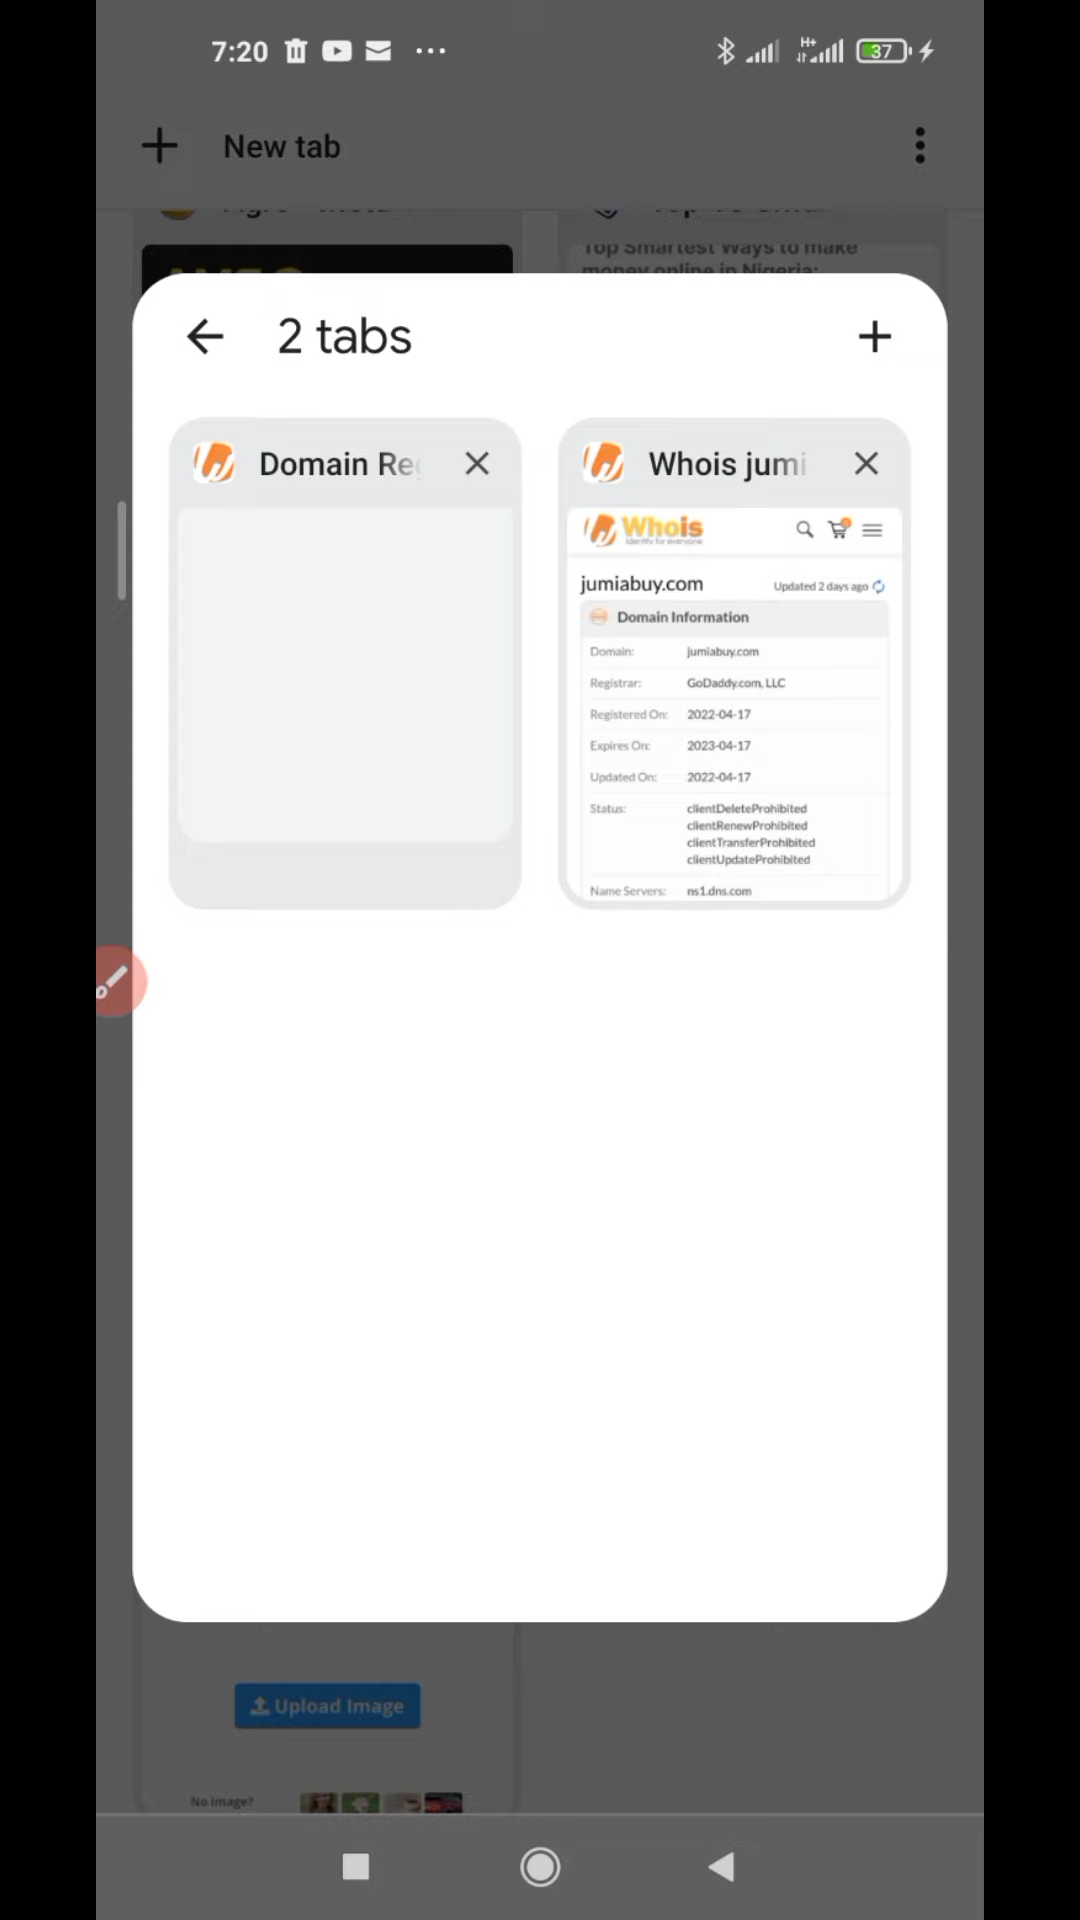 7:20
H+
37
New tab
Top Smartest Ways to make
money online in Nigeria:
2 tabs
Domain Re
Whois jumi
Whois
Identity for everyone
jumiabuy.com
Updated 2 days ago
Domain Information
Domain: jumiabuy.com
Registrar: GoDaddy.com, LLC
Registered On: 2022-04-17
Expires On: 2023-04-17
Updated On: 2022-04-17
Status: clientDeleteProhibited
clientRenewProhibited
clientTransferProhibited
clientUpdateProhibited
Name Servers: ns1.dns.com
Upload Image
No image?